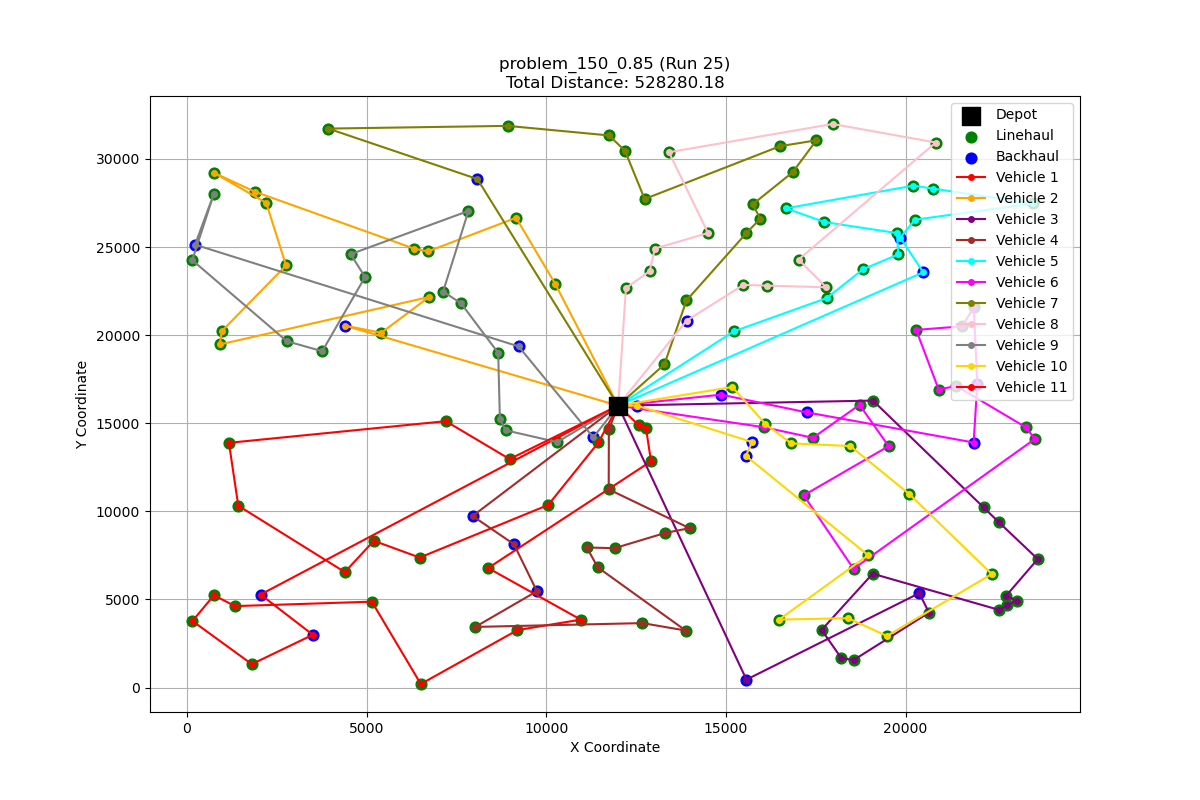 problem_150_0.85 (Run 25)
Total Distance: 528280.18
Depot
Linehaul
Backhaul
Vehicle 1
Vehicle 2
Vehicle 3
Vehicle 4
Vehicle 5
Vehicle 6
Vehicle 7
Vehicle 8
Vehicle 9
Vehicle 10
Vehicle 11
Y Coordinate
30000
25000
20000
15000
10000
5000
0
0 5000 10000 15000 20000
X Coordinate